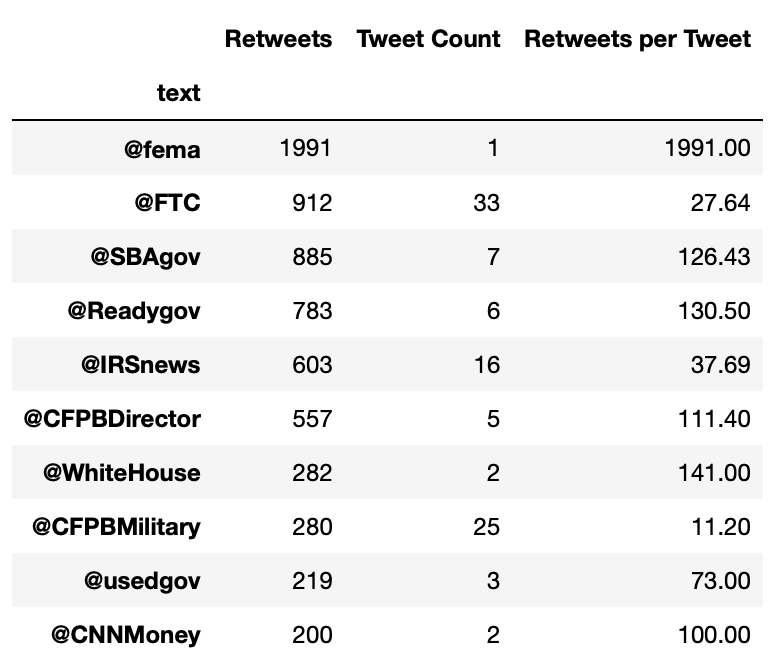 Retweets Tweet Count Retweets per Tweet
text
@fema 1991 1 1991.00
@FTC 912 33 27.64
@SBAgov 885 7 126.43
@Readygov 783 6 130.50
@IRSnews 603 16 37.69
@CFPBDirector 557 5 111.40
@WhiteHouse 282 2 141.00
@CFPBMilitary 280 25 11.20
@usedgov 219 3 73.00
@CNNMoney 200 2 100.00